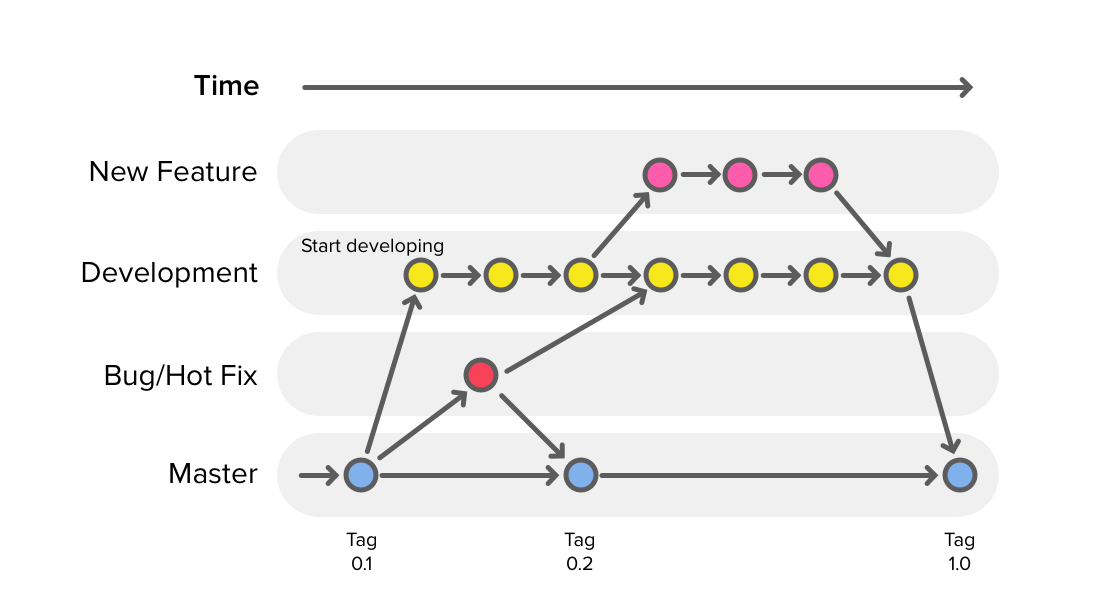 Time
New Feature
Start developing
Development
Bug/Hot Fix
Master
Tag
0.1
Tag
0.2
Tag
1.0